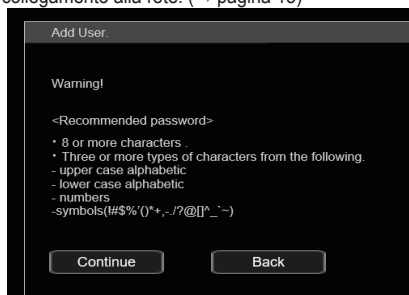 collegamento alla rete. (→ pagina 10)
Add User.
Warning!
<Recommended password>
・8 or more characters .
・Three or more types of characters from the following.
- upper case alphabetic
- lower case alphabetic
- numbers
-symbols(!#$%'()*+,-./?@[]^_`~)
Continue Back